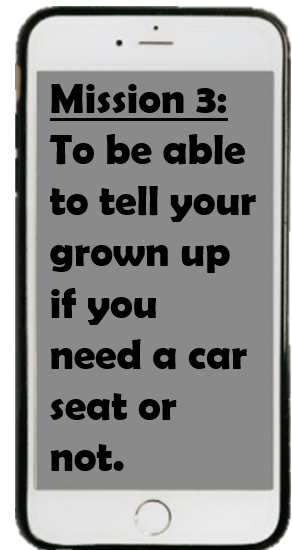 Mission 3:
To be able
to tell your
grown up
if you
need a car
seat or
not.